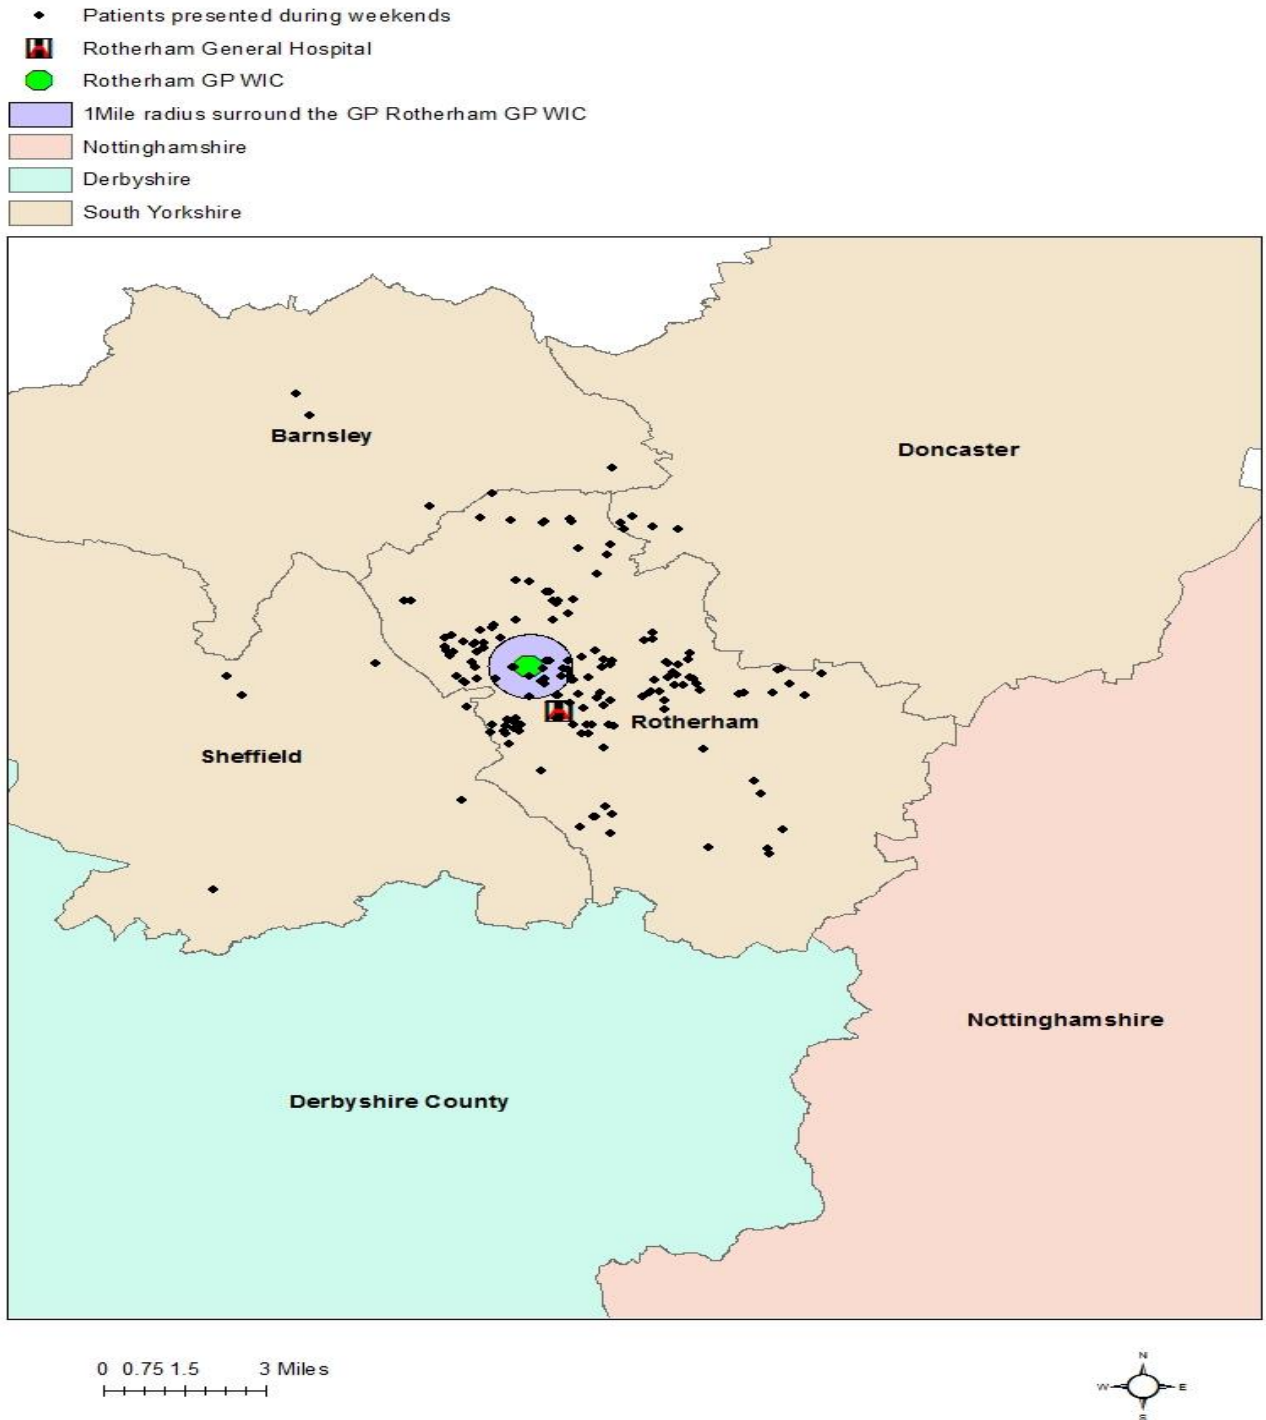 Patients presented during weekends
Rotherham General Hospital
Rotherham GP WIC
1Mile radius surround the GP Rotherham GP WIC
Nottinghamshire
Derbyshire
South Yorkshire
Barnsley
Doncaster
Rotherham
Sheffield
Nottinghamshire
Derbyshire County
0 0.75 1.5 3 Miles
N
W E
S